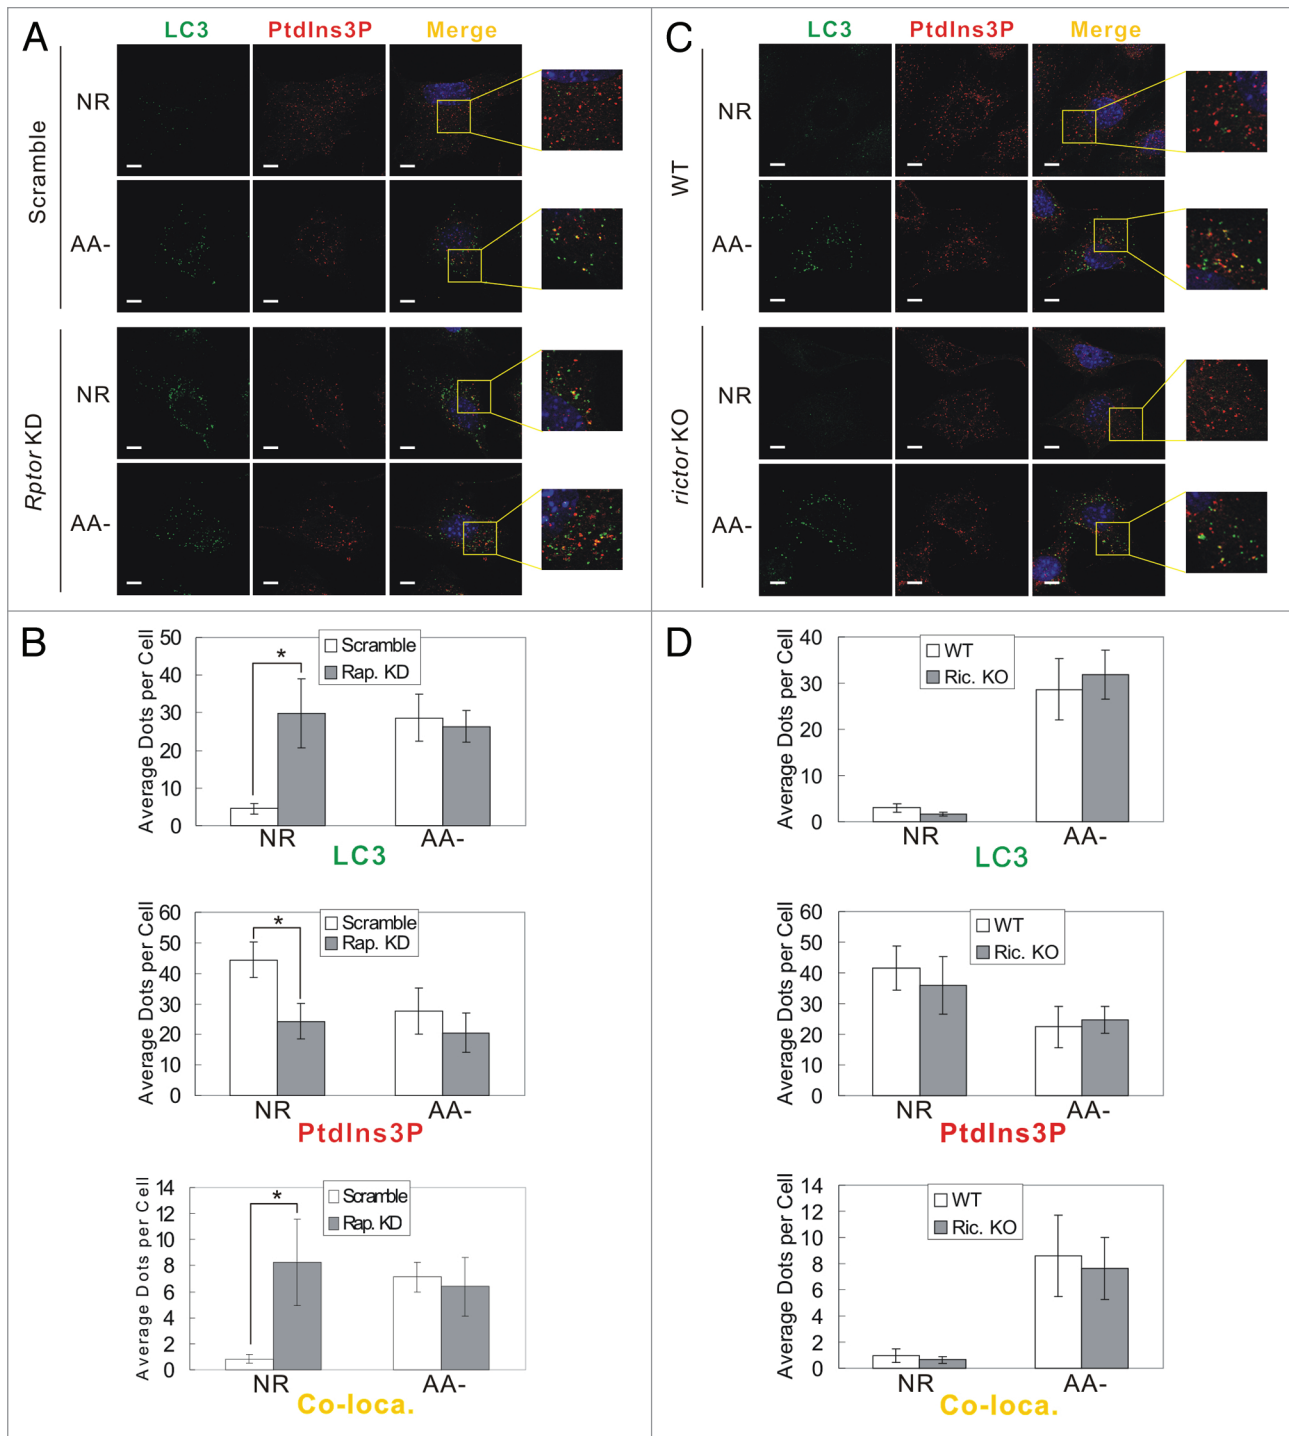 A
LC3 PtdIns3P Merge
Scramble
NR
AA-
Rptor KD
NR
AA-
C
LC3 PtdIns3P Merge
WT
NR
AA-
rictor KO
NR
AA-
B
Average Dots per Cell
50
40
30
20
10
0
Scramble
Rap. KD
*
NR AA-
LC3
Average Dots per Cell
60
50
40
30
20
10
0
Scramble
Rap. KD
*
NR AA-
PtdIns3P
Average Dots per Cell
14
12
10
8
6
4
2
0
Scramble
Rap. KD
*
NR AA-
Co-loca.
D
Average Dots per Cell
40
30
20
10
0
WT
Ric. KO
NR AA-
LC3
Average Dots per Cell
60
50
40
30
20
10
0
WT
Ric. KO
NR AA-
PtdIns3P
Average Dots per Cell
14
12
10
8
6
4
2
0
WT
Ric. KO
NR AA-
Co-loca.